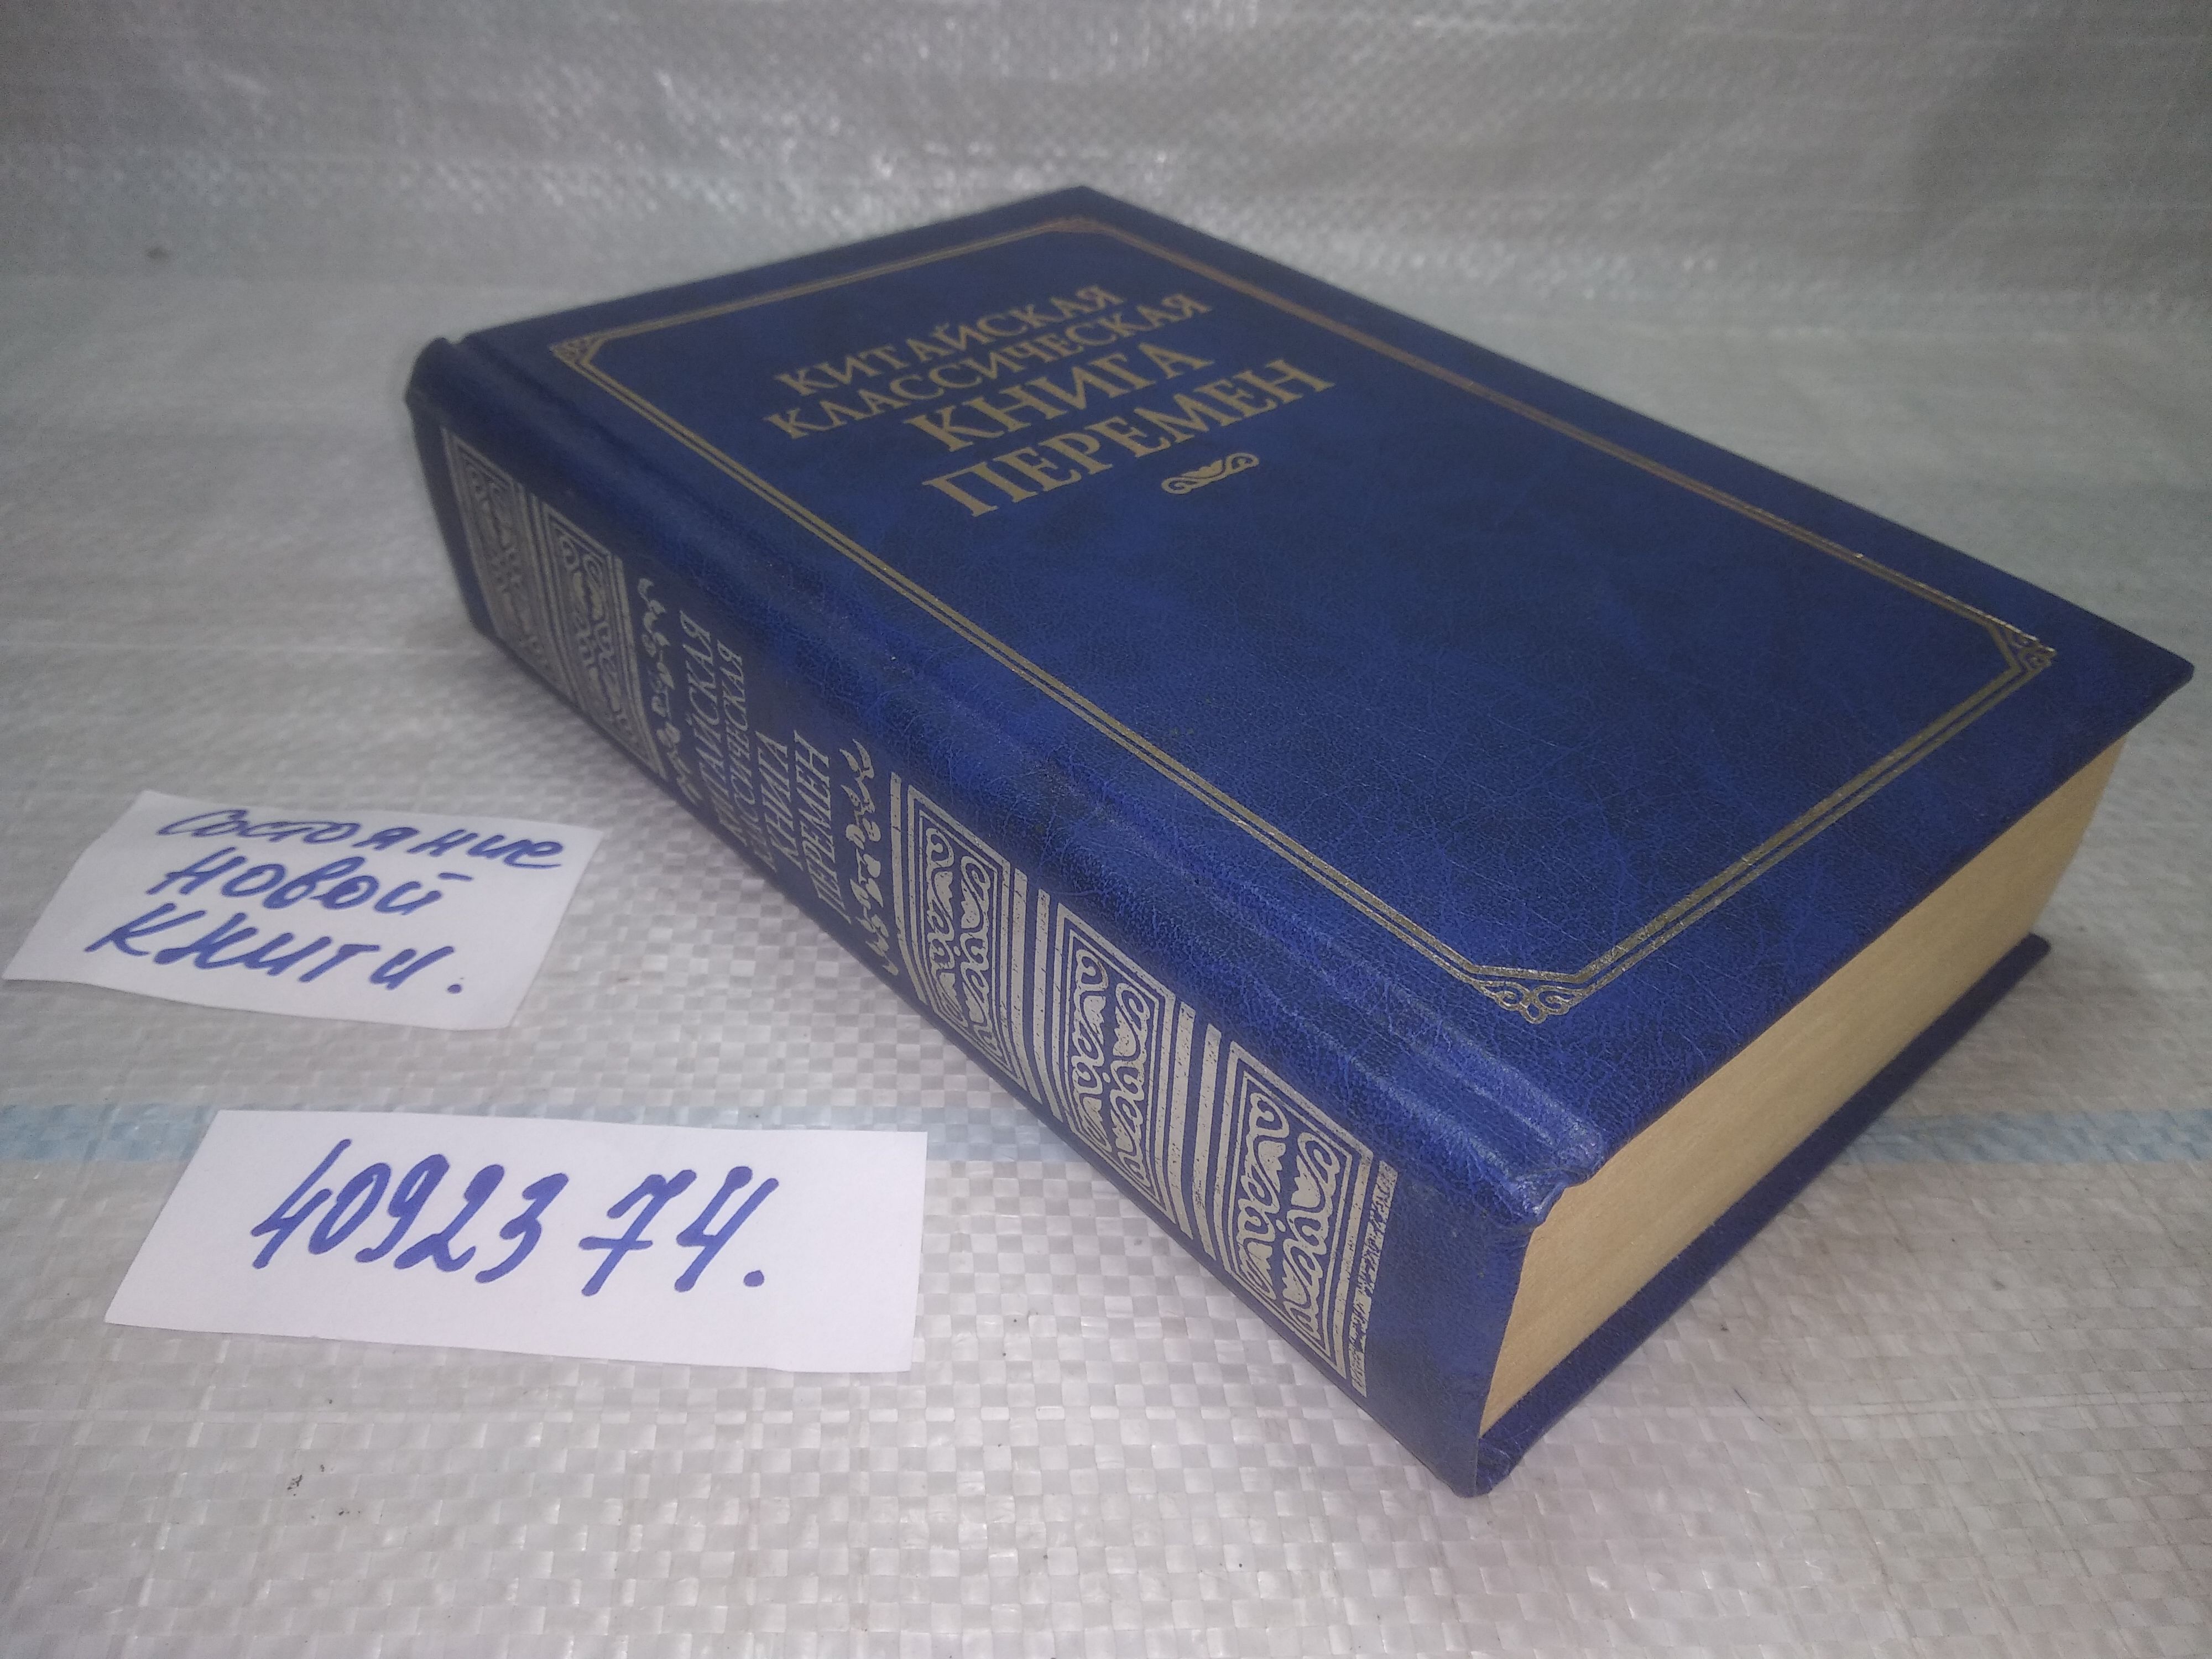 КИТАЙСКАЯ
КЛАССИЧЕСКАЯ
КНИГА
ПЕРЕМЕН
КИТАЙСКАЯ
КЛАССИЧЕСКАЯ
КНИГА
ПЕРЕМЕН
состояние
новой
книги.
4092374.